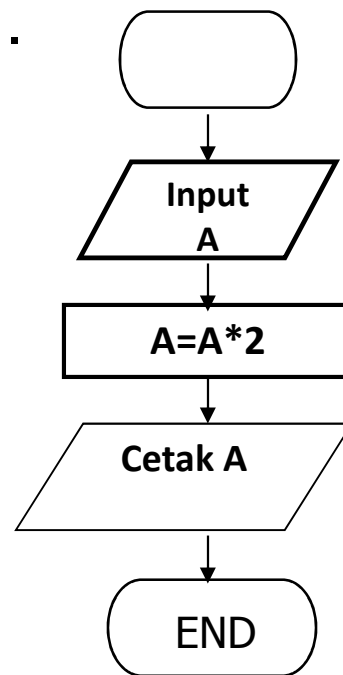 Input
A
A=A*2
Cetak A
END